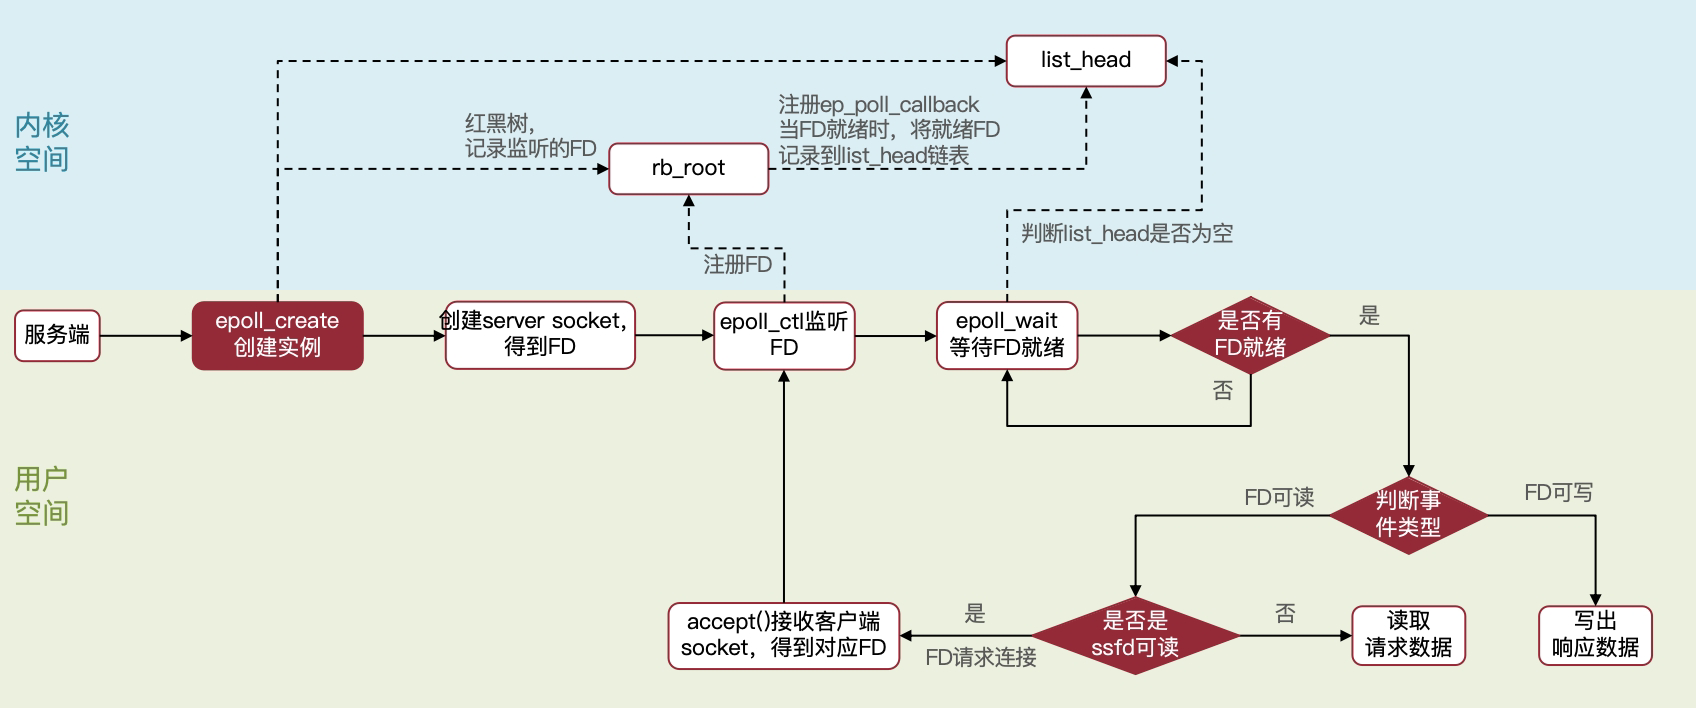 list_head
内核
空间
红黑树，
记录监听的FD
注册ep_poll_callback
当FD就绪时，将就绪FD
记录到list_head链表
rb_root
注册FD
判断list_head是否为空
服务端
epoll_create
创建实例
创建server socket，
得到FD
epoll_ctl监听
FD
epoll_wait
等待FD就绪
是否有
FD就绪
是
否
用户
空间
FD可读
判断事
件类型
FD可写
accept()接收客户端
socket，得到对应FD
是
FD请求连接
是否是
ssfd可读
否
读取
请求数据
写出
响应数据